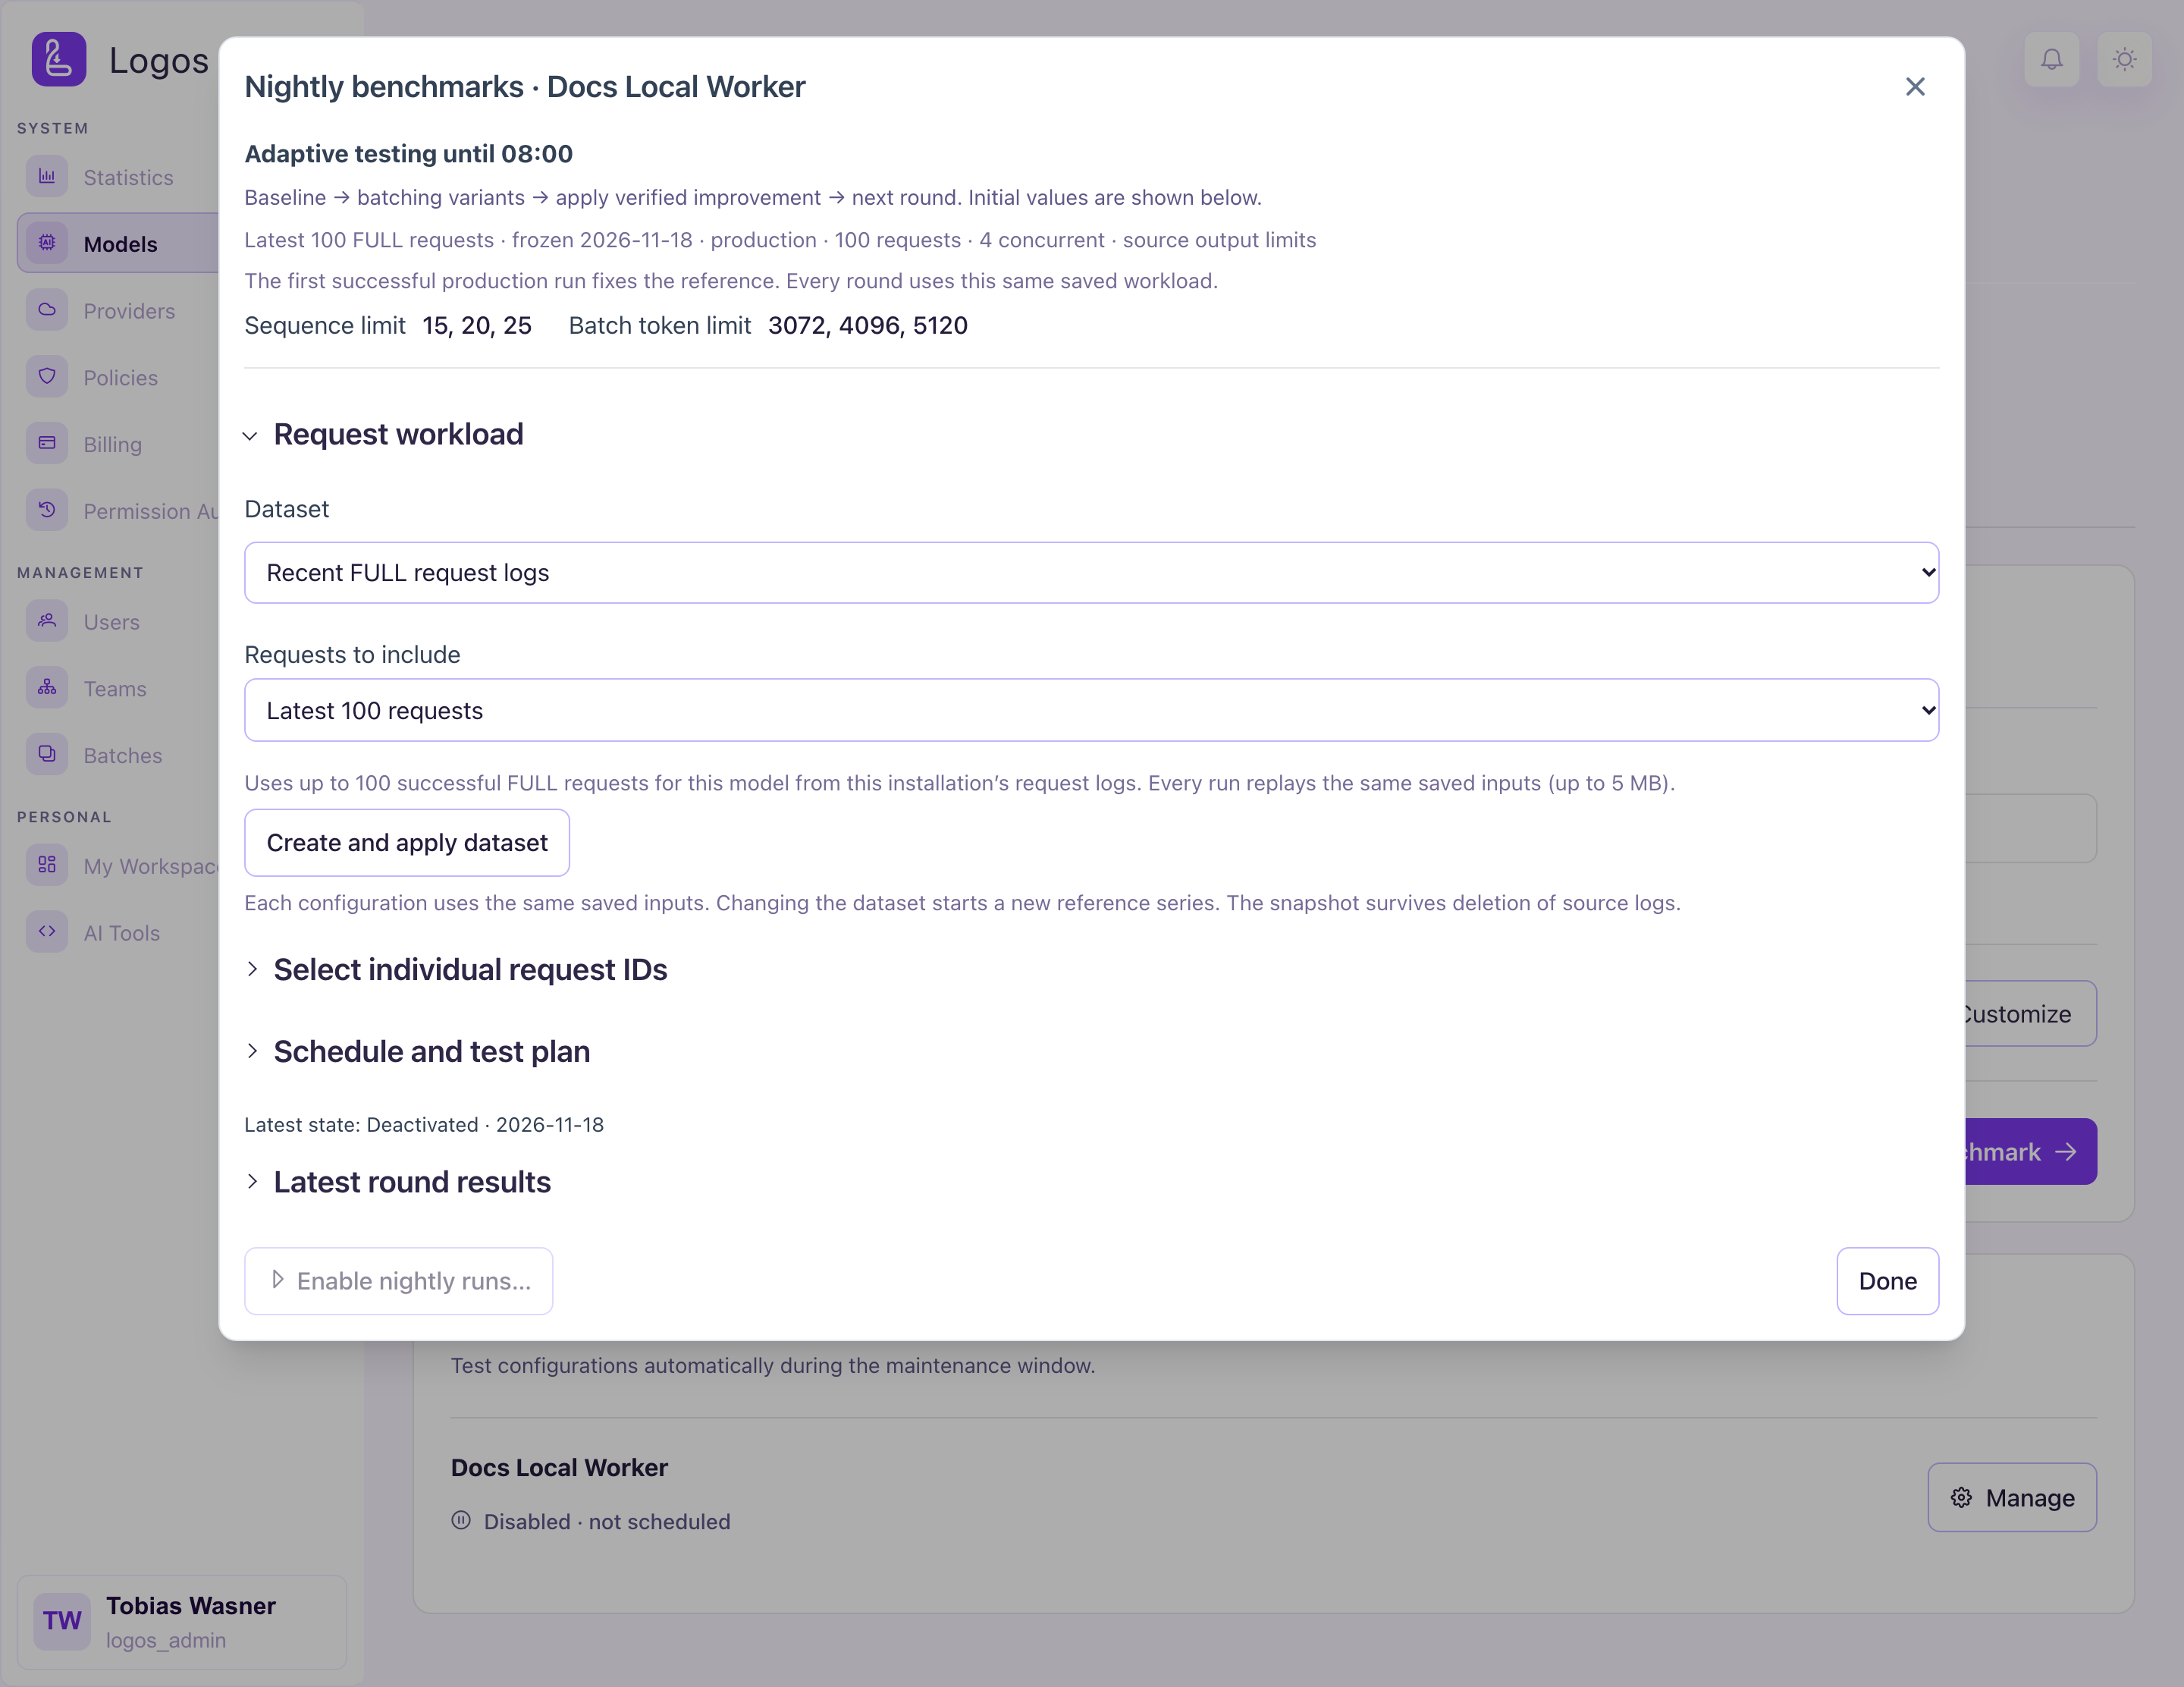 Logos
SYSTEM
Statistics
Models
Providers
Policies
Billing
Permission Au
MANAGEMENT
Users
Teams
Batches
PERSONAL
My Workspac
AI Tools
TW
Tobias Wasner
logos_admin
Nightly benchmarks · Docs Local Worker
Adaptive testing until 08:00
Baseline → batching variants → apply verified improvement → next round. Initial values are shown below.
Latest 100 FULL requests · frozen 2026-11-18 · production · 100 requests · 4 concurrent · source output limits
The first successful production run fixes the reference. Every round uses this same saved workload.
Sequence limit 15, 20, 25 Batch token limit 3072, 4096, 5120
Request workload
Dataset
Recent FULL request logs
Requests to include
Latest 100 requests
Uses up to 100 successful FULL requests for this model from this installation’s request logs. Every run replays the same saved inputs (up to 5 MB).
Create and apply dataset
Each configuration uses the same saved inputs. Changing the dataset starts a new reference series. The snapshot survives deletion of source logs.
Select individual request IDs
Schedule and test plan
Latest state: Deactivated · 2026-11-18
Latest round results
Enable nightly runs...
Done
Customize
chmark →
Test configurations automatically during the maintenance window.
Docs Local Worker
Disabled · not scheduled
Manage